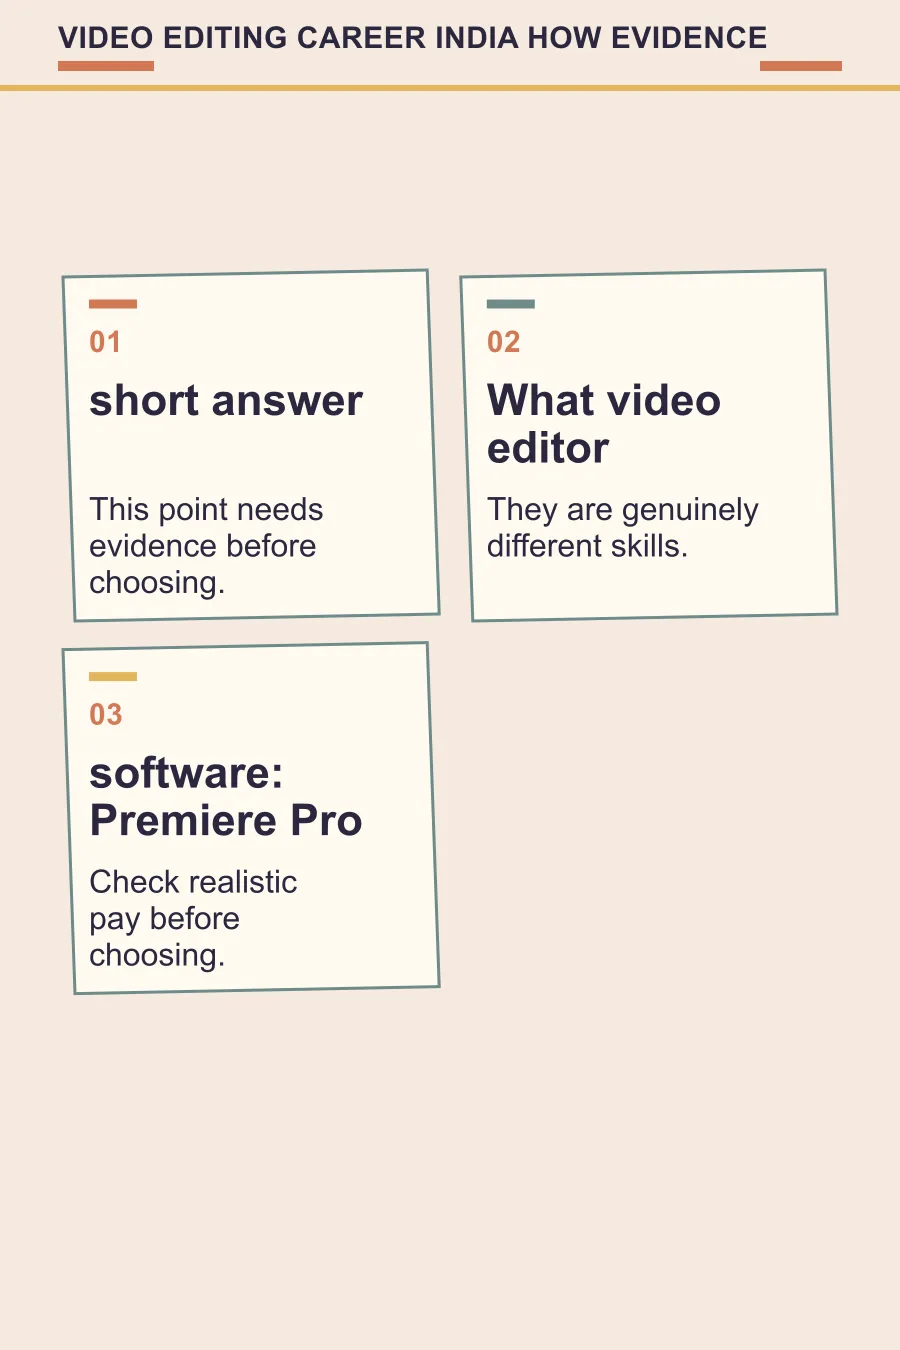 VIDEO EDITING CAREER INDIA HOW EVIDENCE
01
short answer
This point needs
evidence before
choosing.
02
What video
editor
They are genuinely
different skills.
03
software:
Premiere Pro
Check realistic
pay before
choosing.